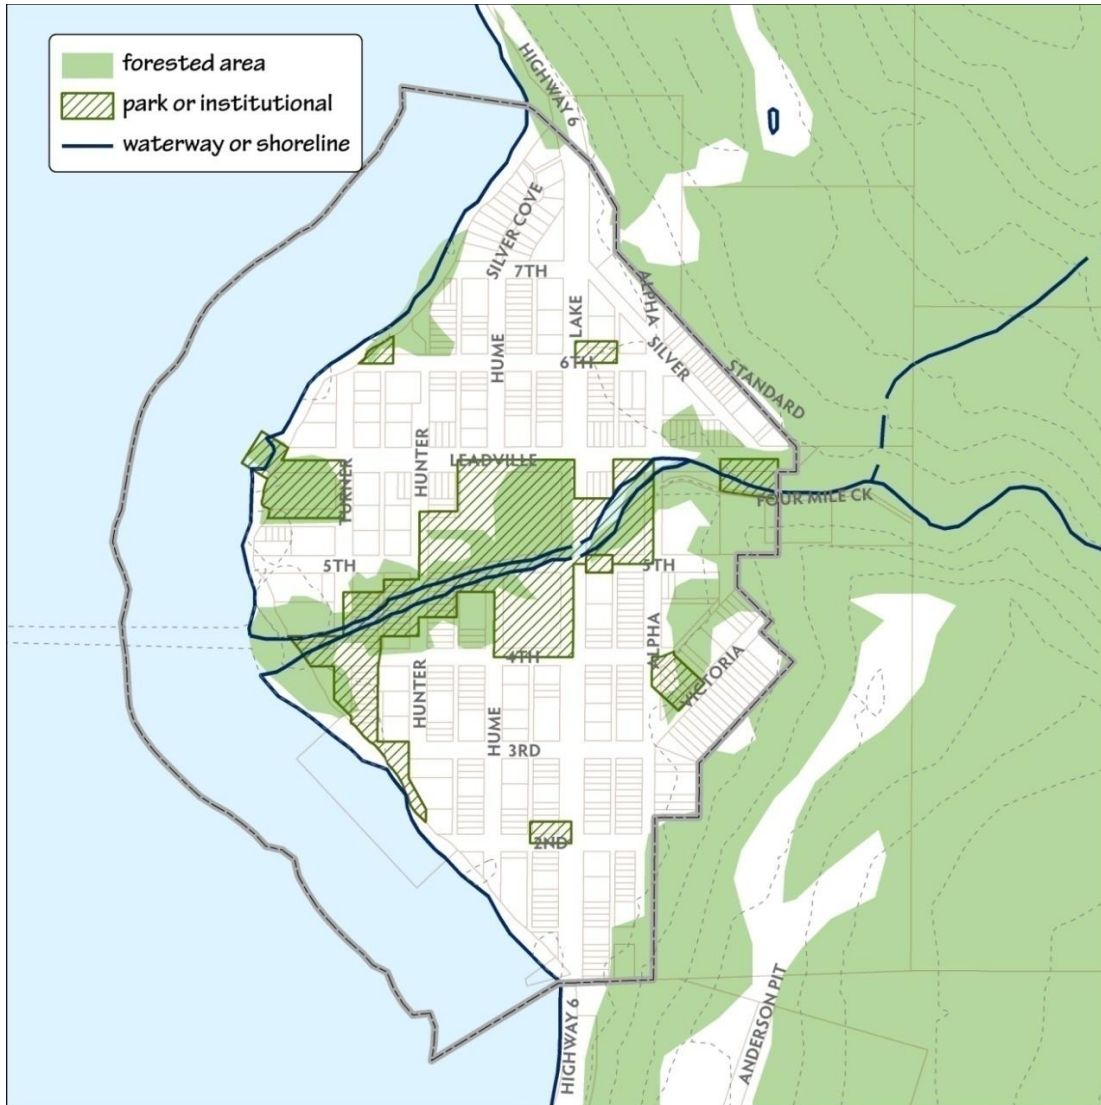 forested area
park or institutional
waterway or shoreline
HIGHWAY 6
SILVER COVE
7TH
ALPHA
LAKE
HUME
6TH
SILVER
STANDARD
HUNTER
LEADVILLE
TURNER
FOUR MILE CK
5TH
5TH
ALPHA
4TH
VICTORIA
HUNTER
HUME
3RD
2ND
HIGHWAY 6
ANDERSON PIT